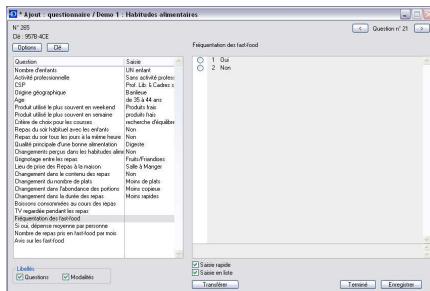 * Ajout : questionnaire / Demo 1 : Habitudes alimentaires
N° 265
Clé : 957B-4CE
Options
Clé
Question n° 21
Fréquentation des fast-food
Question Saisie
Nombre d'enfants UN enfant
Activité professionnelle Sans activité profess
CSP Prof. Lib. & Cadres s
Origine géographique Banlieue
Age de 35 à 44 ans
Produit utilisé le plus souvent en weekend Produits frais
Produit utilisé le plus souvent en semaine produits frais
Critère de choix pour les courses recherche d'équilibre
Repas du soir habituel avec les enfants Non
Repas du soir tous les jours à la même heure Non
Qualité principale d'une bonne alimentation Digeste
Changements perçus dans les habitudes alime Non
Grignotage entre les repas Fruits/Friandises
Lieu de prise des Repas à la maison Salle à Manger
Changement dans le contenu des repas Non
Changement du nombre de plats Moins de plats
Changement dans l'abondance des portions Moins copieux
Changement dans la durée des repas Moins rapides
Boissons consommées au cours des repas
TV regardée pendant les repas
Fréquentation des fast-food
Si oui, dépense moyenne par personne
Nombre de repas pris en fast-food par mois
Avis sur les fast-food
1 Oui
2 Non
Libellés
Questions
Modalités
Saisie rapide
Saisie en liste
Transférer
Terminé
Enregistrer